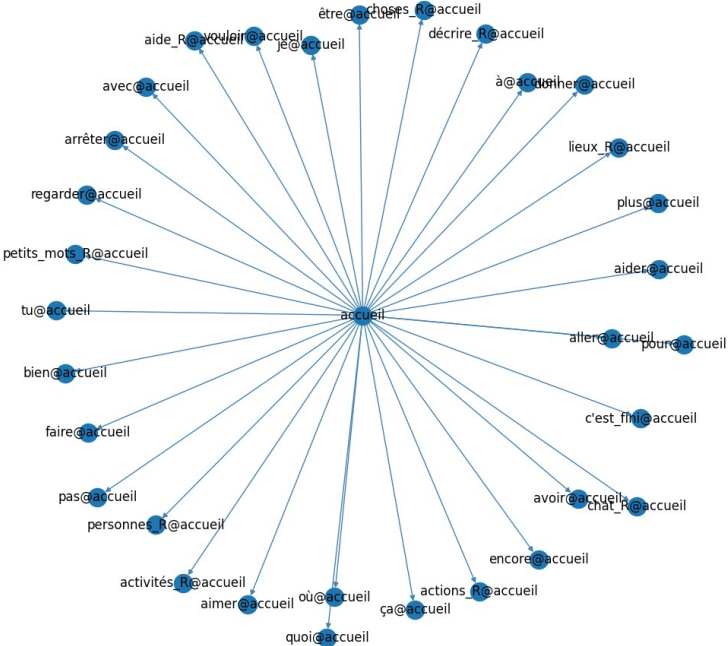 être@accueil
choses_R@accueil
aide_R@accueil
vouloir@accueil
je@accueil
décrire_R@accueil
avec@accueil
à@accueil
donner@accueil
arrêter@accueil
lieux_R@accueil
regarder@accueil
plus@accueil
petits_mots_R@accueil
aider@accueil
tu@accueil
accueil
aller@accueil
pour@accueil
bien@accueil
c'est_fini@accueil
faire@accueil
pas@accueil
avoir@accueil
chat_R@accueil
personnes_R@accueil
encore@accueil
activités_R@accueil
actions_R@accueil
aimer@accueil
où@accueil
ça@accueil
quoi@accueil